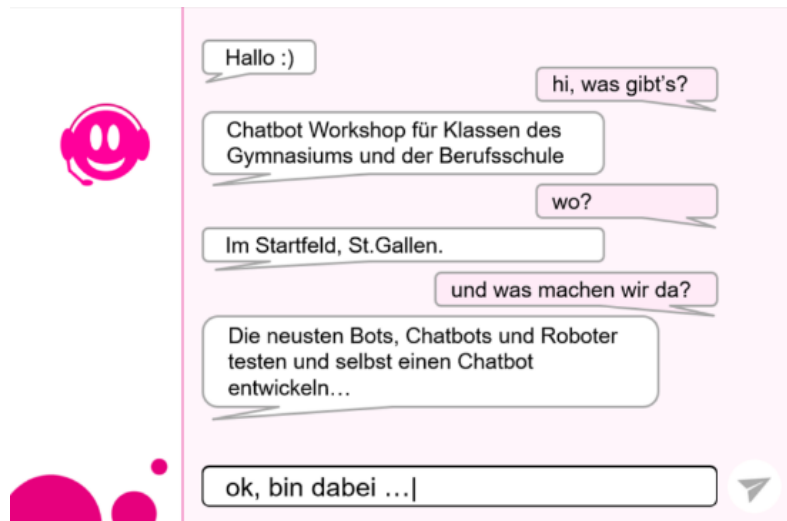 Hallo :)
hi, was gibt's?
Chatbot Workshop für Klassen des
Gymnasiums und der Berufsschule
wo?
Im Startfeld, St.Gallen.
und was machen wir da?
Die neusten Bots, Chatbots und Roboter
testen und selbst einen Chatbot
entwickeln…
ok, bin dabei …|